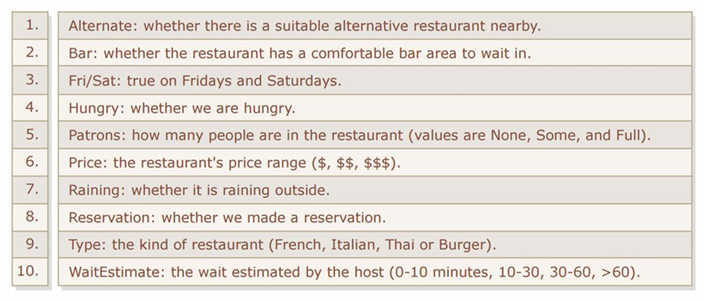 1. Alternate: whether there is a suitable alternative restaurant nearby.
2. Bar: whether the restaurant has a comfortable bar area to wait in.
3. Fri/Sat: true on Fridays and Saturdays.
4. Hungry: whether we are hungry.
5. Patrons: how many people are in the restaurant (values are None, Some, and Full).
6. Price: the restaurant's price range ($, $$, $$$).
7. Raining: whether it is raining outside.
8. Reservation: whether we made a reservation.
9. Type: the kind of restaurant (French, Italian, Thai or Burger).
10. WaitEstimate: the wait estimated by the host (0-10 minutes, 10-30, 30-60, >60).